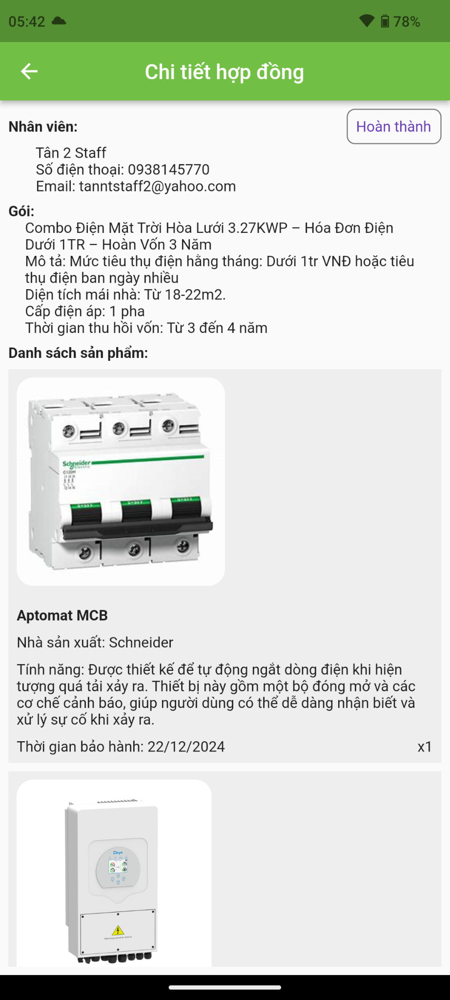 05:42
78%
Chi tiết hợp đồng
Nhân viên:
Hoàn thành
Tân 2 Staff
Số điện thoại: 0938145770
Email: tanntstaff2@yahoo.com
Gói:
Combo Điện Mặt Trời Hòa Lưới 3.27KWP – Hóa Đơn Điện
Dưới 1TR – Hoàn Vốn 3 Năm
Mô tả: Mức tiêu thụ điện hằng tháng: Dưới 1tr VNĐ hoặc tiêu
thụ điện ban ngày nhiều
Diện tích mái nhà: Từ 18-22m2.
Cấp điện áp: 1 pha
Thời gian thu hồi vốn: Từ 3 đến 4 năm
Danh sách sản phẩm:
Schneider
Electric
C120H
Aptomat MCB
Nhà sản xuất: Schneider
Tính năng: Được thiết kế để tự động ngắt dòng điện khi hiện
tượng quá tải xảy ra. Thiết bị này gồm một bộ đóng mở và các
cơ chế cảnh báo, giúp người dùng có thể dễ dàng nhận biết và
xử lý sự cố khi xảy ra.
Thời gian bảo hành: 22/12/2024
x1
Deye
Warning:electric shock